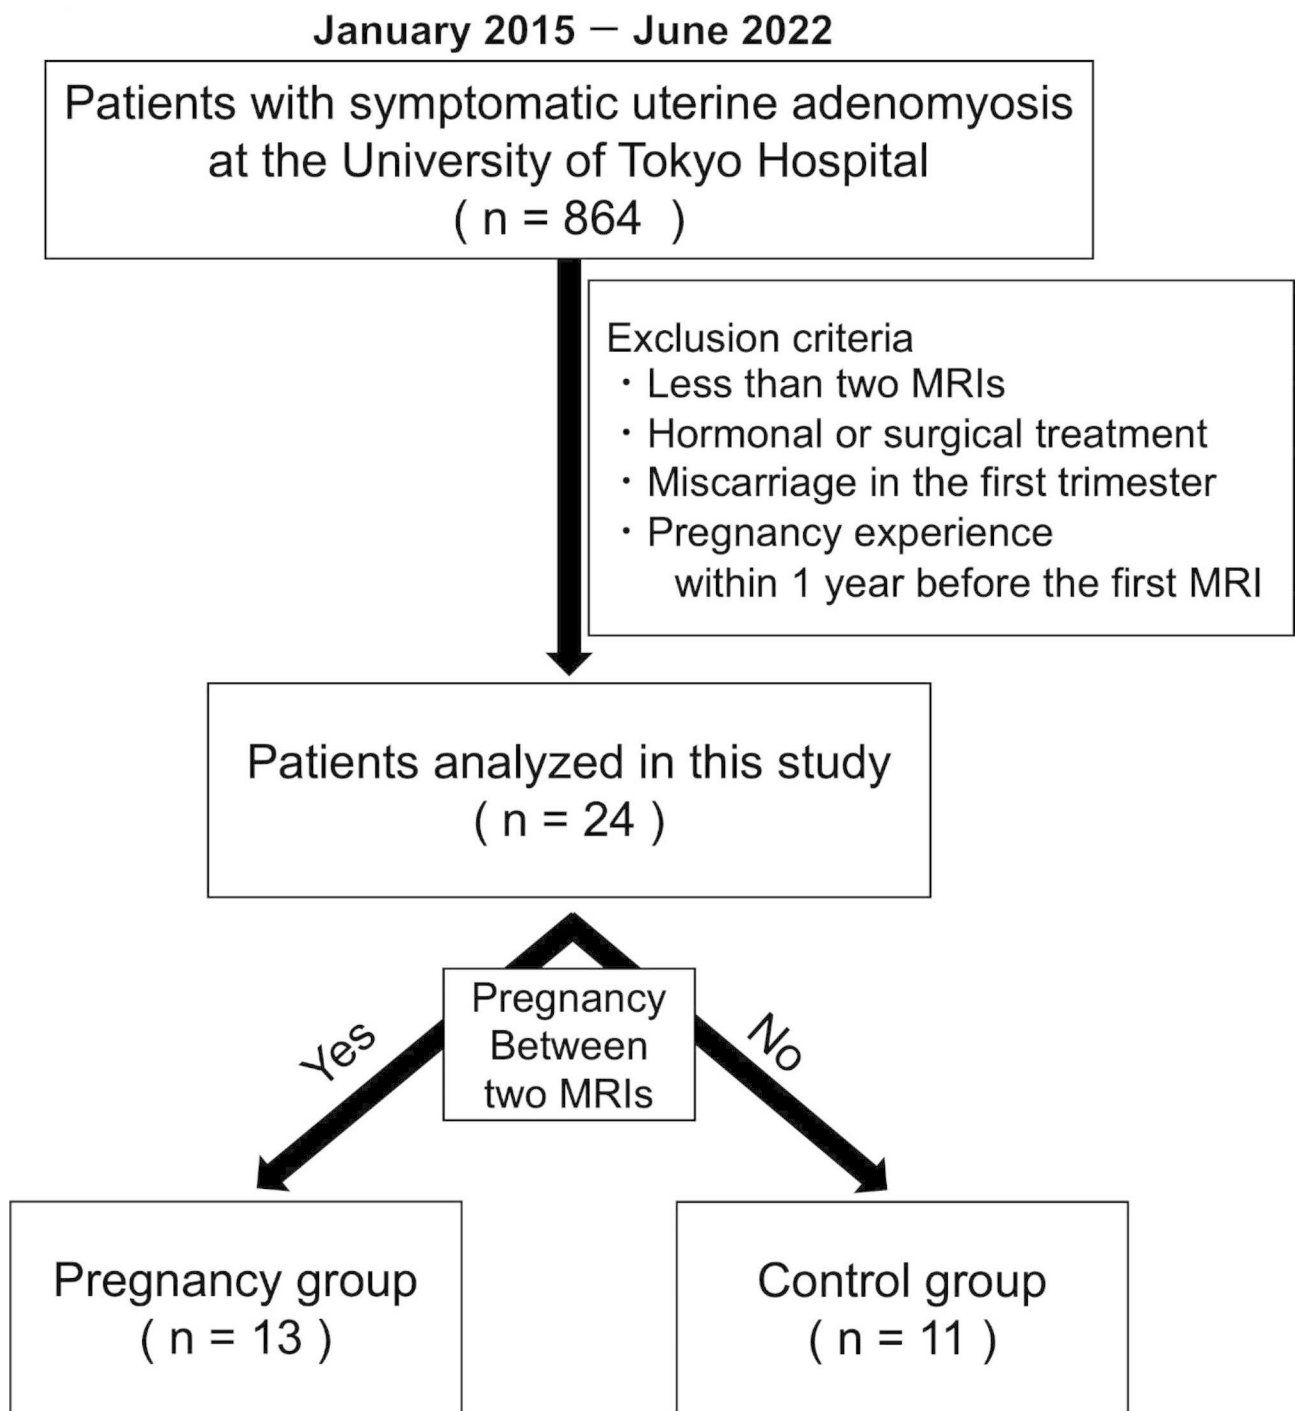 January 2015 – June 2022
Patients with symptomatic uterine adenomyosis
at the University of Tokyo Hospital
( n = 864 )
Exclusion criteria
・Less than two MRIs
・Hormonal or surgical treatment
・Miscarriage in the first trimester
・Pregnancy experience
within 1 year before the first MRI
Patients analyzed in this study
( n = 24 )
Pregnancy
Between
two MRIs
Yes
No
Pregnancy group
( n = 13 )
Control group
( n = 11 )